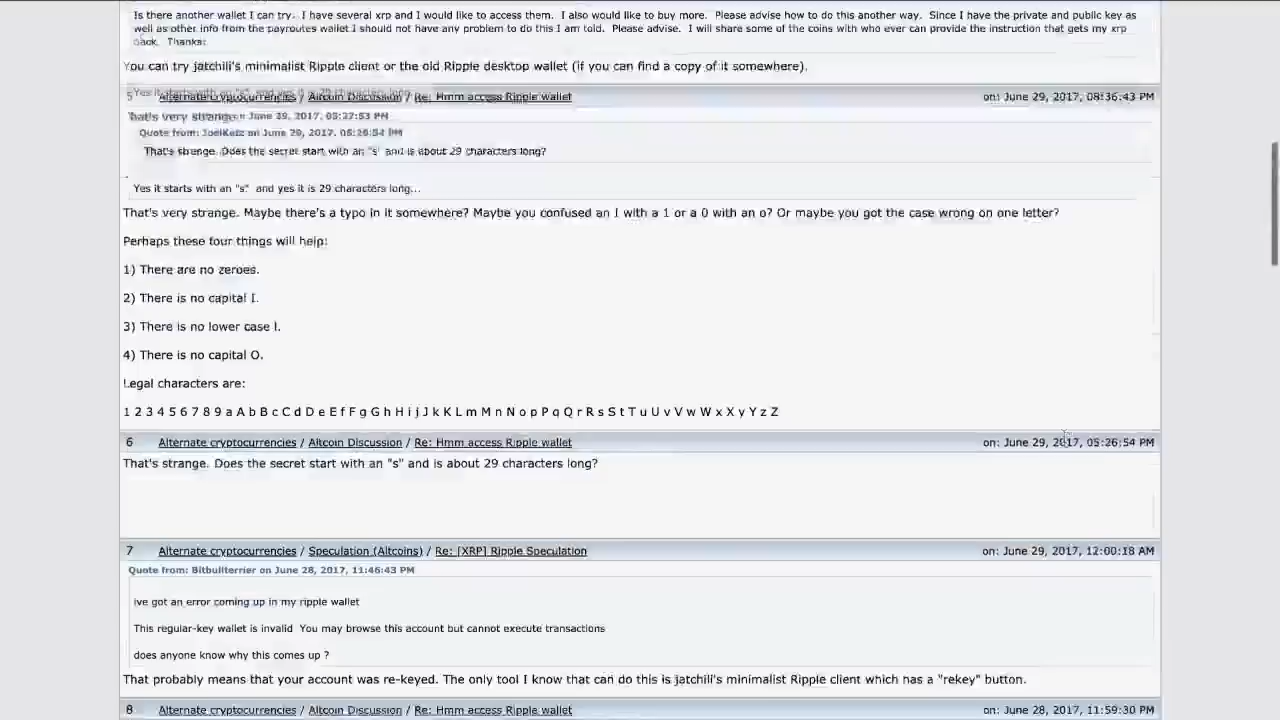 Is there another wallet I can try. I have several xrp and I would like to access them. I also would like to buy more. Please advise how to do this another way. Since I have the private and public key as
well as other info from the payroutes wallet I should not have any problem to do this I am told. Please advise. I will share some of the coins with who ever can provide the instruction that gets my xrp
back. Thanks
You can try jatchili's minimalist Ripple client or the old Ripple desktop wallet (if you can find a copy of it somewhere).
5 Alternate cryptocurrencies / Altcoin Discussion / Re: Hmm access Ripple wallet on: June 29, 2017, 08:36:43 PM
Quote from: JoelKatz on June 29, 2017, 05:26:54 PM
That's strange. Does the secret start with an "s" and is about 29 characters long?
Yes it starts with an "s" and yes it is 29 characters long...
That's very strange. Maybe there's a typo in it somewhere? Maybe you confused an I with a 1 or a 0 with an o? Or maybe you got the case wrong on one letter?
Perhaps these four things will help:
1) There are no zeroes.
2) There is no capital I.
3) There is no lower case l.
4) There is no capital O.
Legal characters are:
1 2 3 4 5 6 7 8 9 a A b B c C d D e E f F g G h H i j J k K L m M n N o p P q Q r R s S t T u U v V w W x X y Y z Z
6 Alternate cryptocurrencies / Altcoin Discussion / Re: Hmm access Ripple wallet on: June 29, 2017, 05:26:54 PM
That's strange. Does the secret start with an "s" and is about 29 characters long?
7 Alternate cryptocurrencies / Speculation (Altcoins) / Re: [XRP] Ripple Speculation on: June 29, 2017, 12:00:18 AM
Quote from: Bitbullterrier on June 28, 2017, 11:46:43 PM
ive got an error coming up in my ripple wallet
This regular-key wallet is invalid You may browse this account but cannot execute transactions
does anyone know why this comes up ?
That probably means that your account was re-keyed. The only tool I know that can do this is jatchili's minimalist Ripple client which has a "rekey" button.
8 Alternate cryptocurrencies / Altcoin Discussion / Re: Hmm access Ripple wallet on: June 28, 2017, 11:59:30 PM